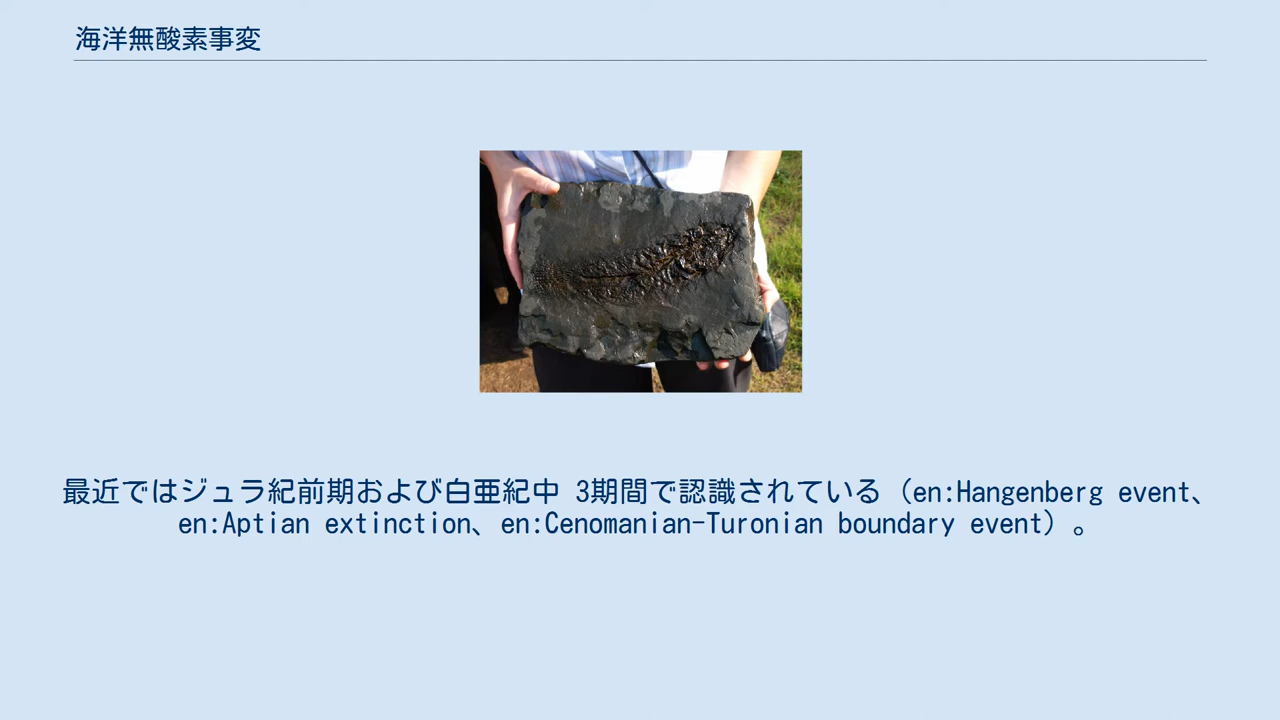 海洋無酸素事変
最近ではジュラ紀前期および白亜紀中 3期間で認識されている（en:Hangenberg event、
en:Aptian extinction、en:Cenomanian-Turonian boundary event）。